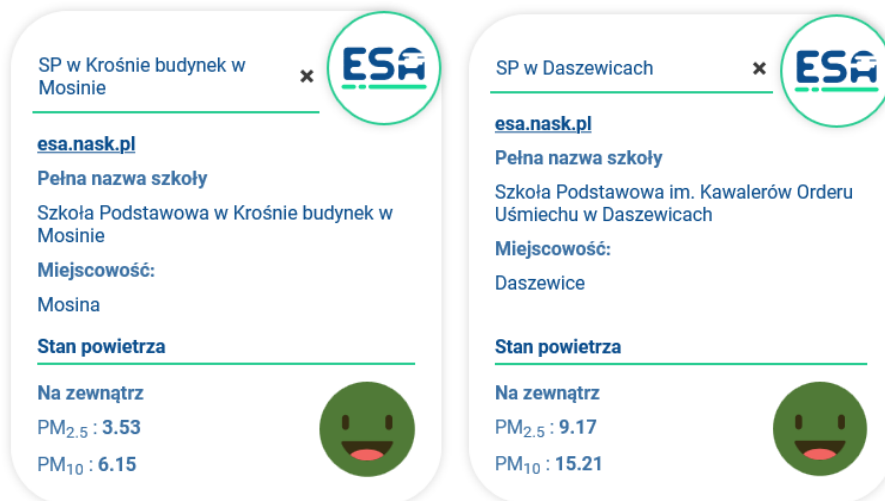 SP w Krośnie budynek w
Mosinie
×
ESA
esa.nask.pl
Pełna nazwa szkoły
Szkoła Podstawowa w Krośnie budynek w
Mosinie
Miejscowość:
Mosina
Stan powietrza
Na zewnątrz
PM2.5 : 3.53
PM10 : 6.15
SP w Daszewicach
×
ESA
esa.nask.pl
Pełna nazwa szkoły
Szkoła Podstawowa im. Kawalerów Orderu
Uśmiechu w Daszewicach
Miejscowość:
Daszewice
Stan powietrza
Na zewnątrz
PM2.5 : 9.17
PM10 : 15.21